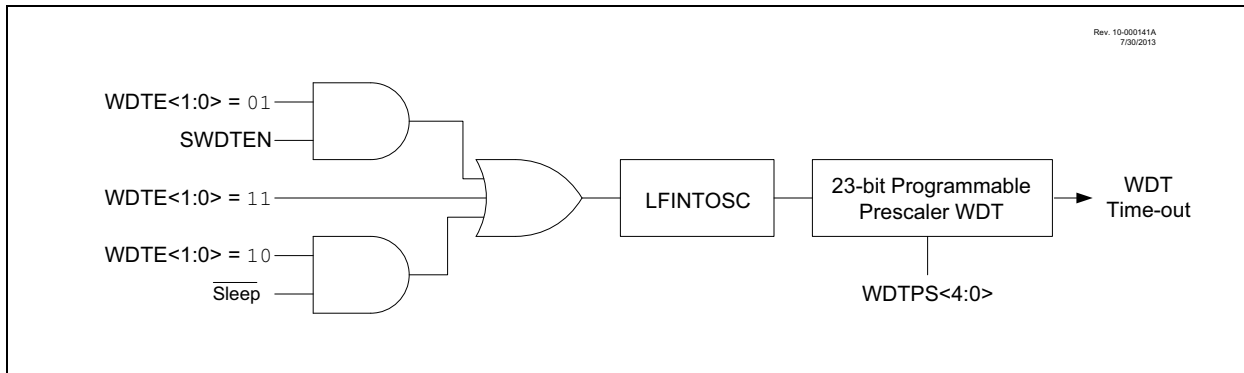 Rev. 10-000141A
7/30/2013
WDTE<1:0> = 01
SWDTEN
WDTE<1:0> = 11
WDTE<1:0> = 10
Sleep
LFINTOSC
23-bit Programmable
Prescaler WDT
WDT
Time-out
WDTPS<4:0>